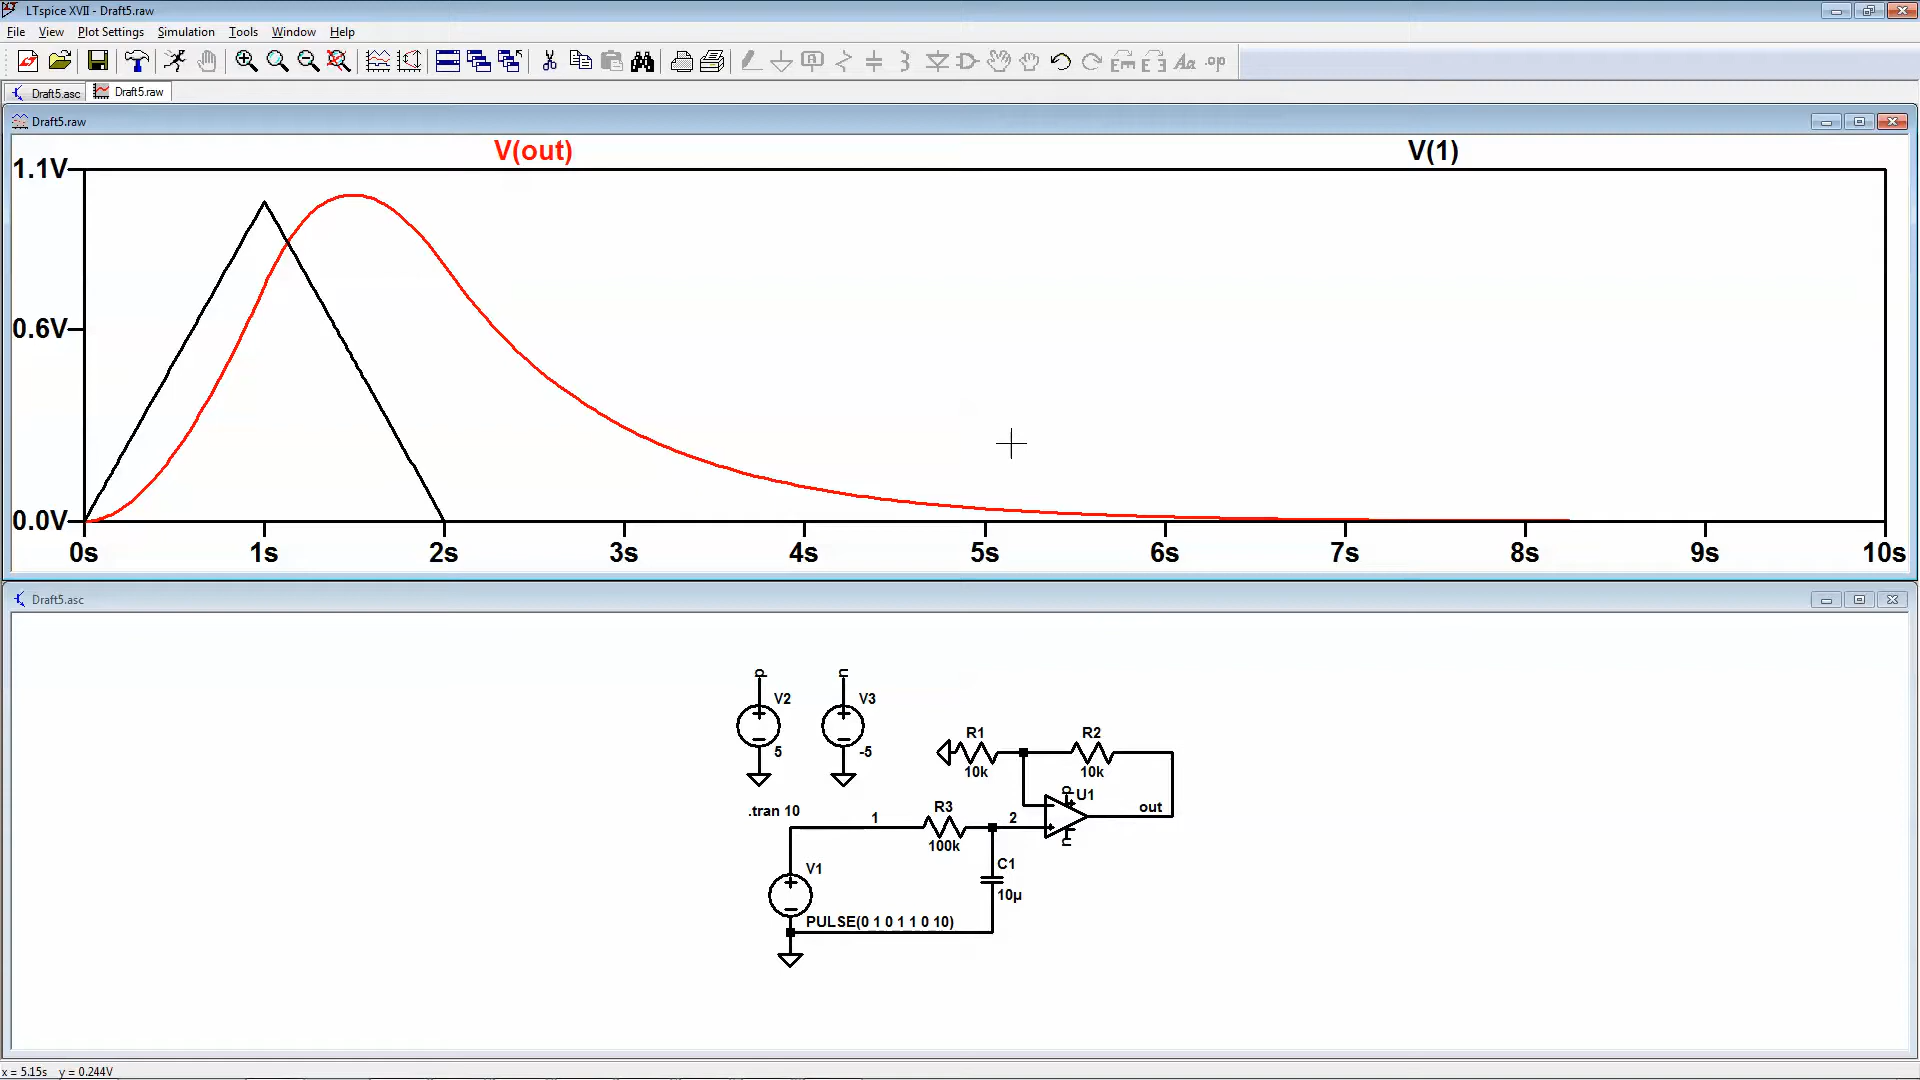 LTspice XVII - Draft5.raw
File View Plot Settings Simulation Tools Window Help
Aa .op
Draft5.asc Draft5.raw
Draft5.raw
V(out) V(1)
1.1V
0.6V
0.0V
0s 1s 2s 3s 4s 5s 6s 7s 8s 9s 10s
Draft5.asc
p n
V2 V3
5 -5
R1 R2
10k 10k
.tran 10
p U1
R3 out
1 2
100k n
V1 C1
10µ
PULSE(0 1 0 1 1 0 10)
x = 5.15s y = 0.244V